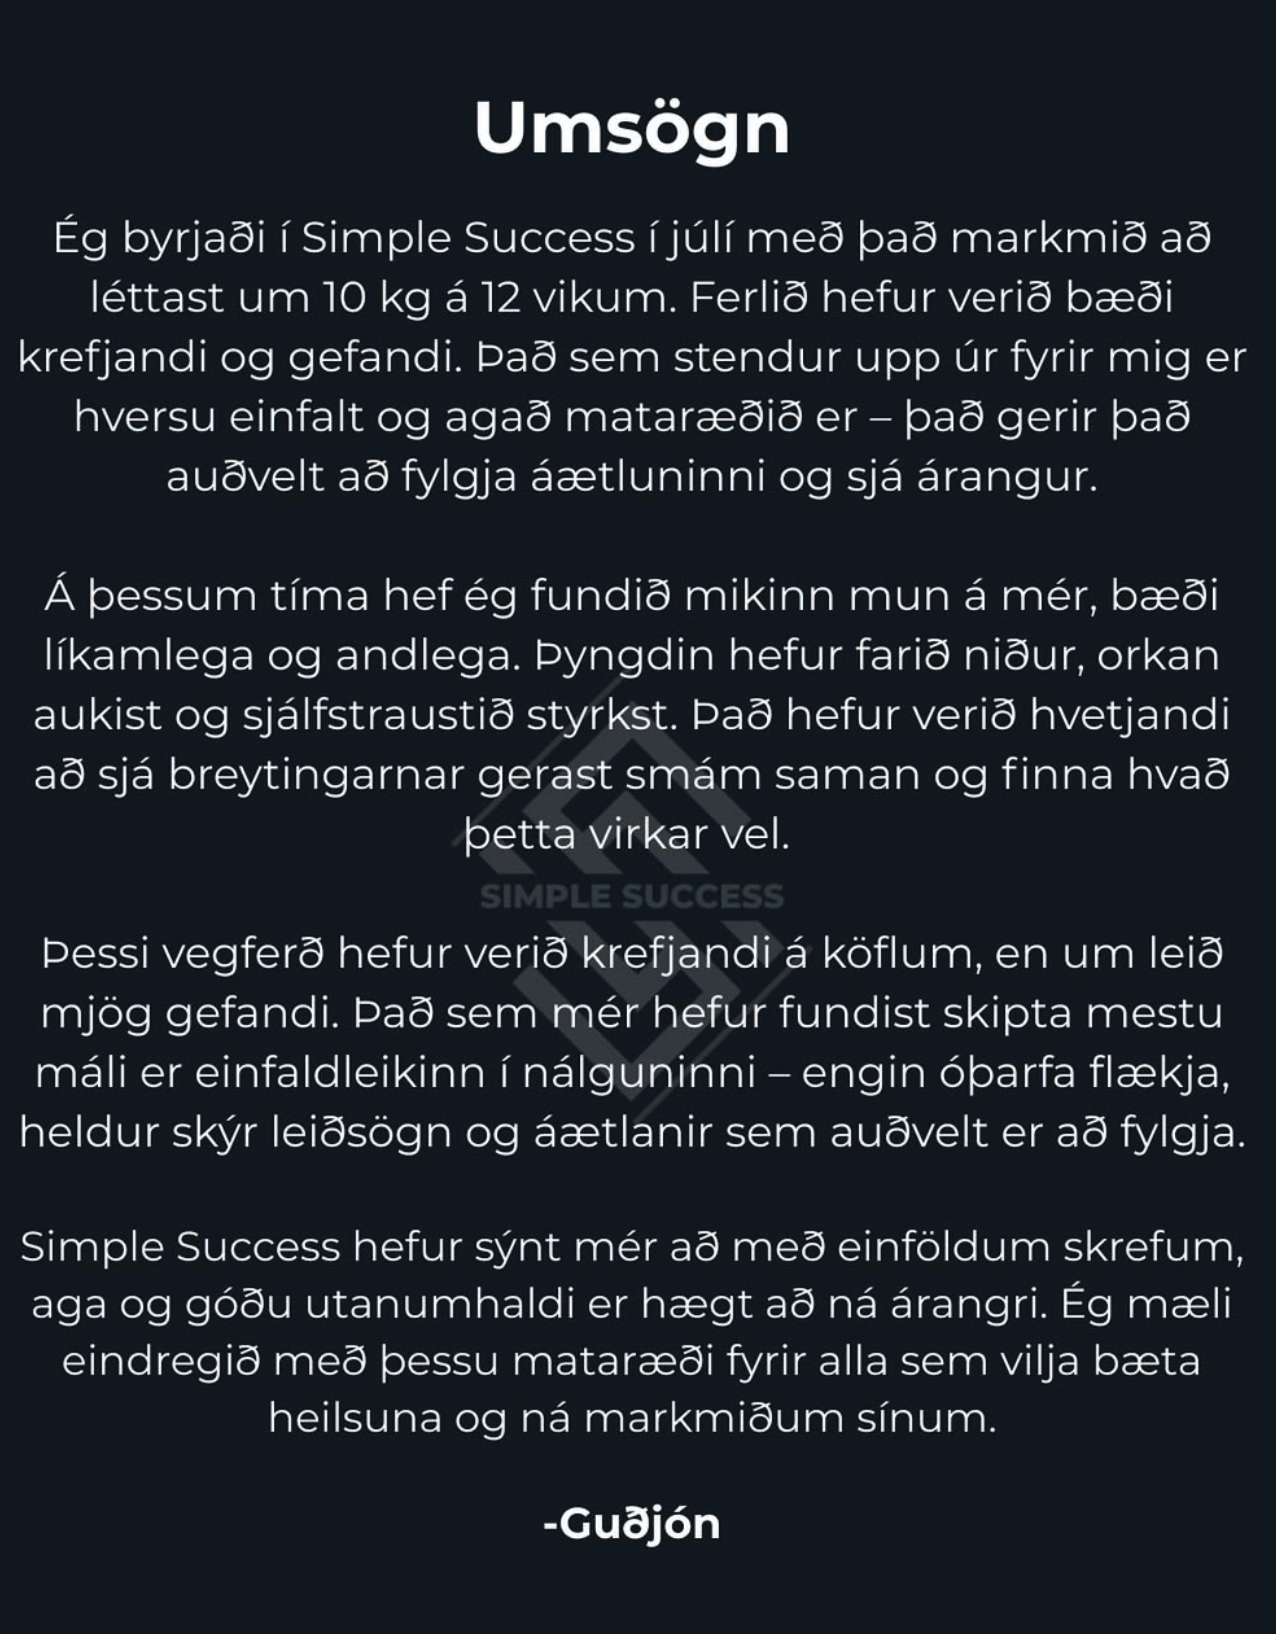 Umsögn
Ég byrjaði í Simple Success í júlí með það markmið að
léttast um 10 kg á 12 vikum. Ferlið hefur verið bæði
krefjandi og gefandi. Það sem stendur upp úr fyrir mig er
hversu einfalt og agað mataræðið er – það gerir það
auðvelt að fylgja áætluninni og sjá árangur.
Á þessum tíma hef ég fundið mikinn mun á mér, bæði
líkamlega og andlega. Þyngdin hefur farið niður, orkan
aukist og sjálfstraustið styrkst. Það hefur verið hvetjandi
að sjá breytingarnar gerast smám saman og finna hvað
þetta virkar vel.
SIMPLE SUCCESS
Þessi vegferð hefur verið krefjandi á köflum, en um leið
mjög gefandi. Það sem mér hefur fundist skipta mestu
máli er einfaldleikinn í nálguninni – engin óþarfa flækja,
heldur skýr leiðsögn og áætlanir sem auðvelt er að fylgja.
Simple Success hefur sýnt mér að með einföldum skrefum,
aga og góðu utanumhaldi er hægt að ná árangri. Ég mæli
eindregið með þessu mataræði fyrir alla sem vilja bæta
heilsuna og ná markmiðum sínum.
-Guðjón